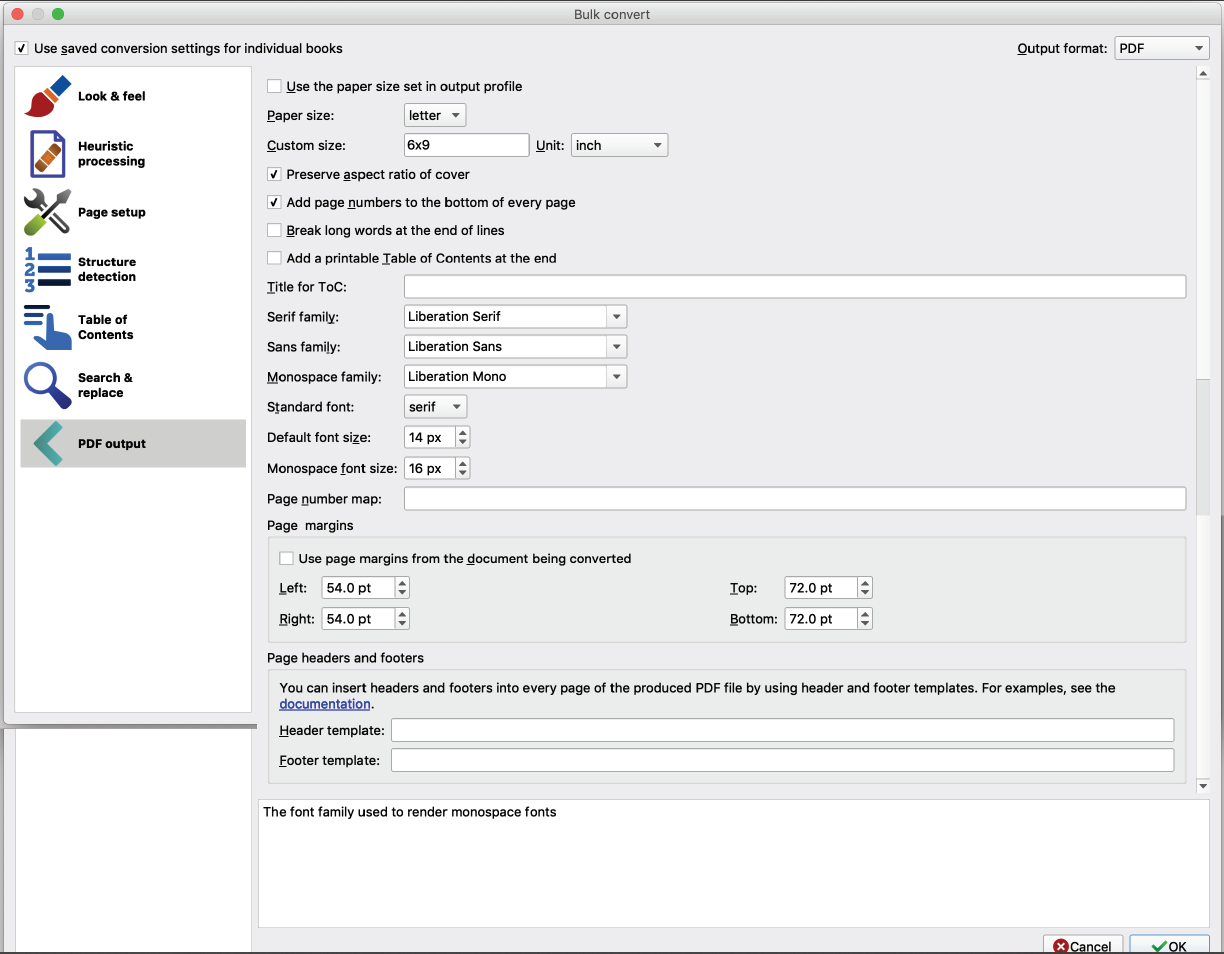 Bulk convert
Use saved conversion settings for individual books
Output format: PDF
Look & feel
Heuristic
processing
Page setup
1
2
3
Structure
detection
Table of
Contents
Search &
replace
PDF output
Use the paper size set in output profile
Paper size: letter
Custom size: 6x9 Unit: inch
Preserve aspect ratio of cover
Add page numbers to the bottom of every page
Break long words at the end of lines
Add a printable Table of Contents at the end
Title for ToC:
Serif family: Liberation Serif
Sans family: Liberation Sans
Monospace family: Liberation Mono
Standard font: serif
Default font size: 14 px
Monospace font size: 16 px
Page number map:
Page margins
Use page margins from the document being converted
Left: 54.0 pt Top: 72.0 pt
Right: 54.0 pt Bottom: 72.0 pt
Page headers and footers
You can insert headers and footers into every page of the produced PDF file by using header and footer templates. For examples, see the
documentation.
Header template:
Footer template:
The font family used to render monospace fonts
Cancel OK